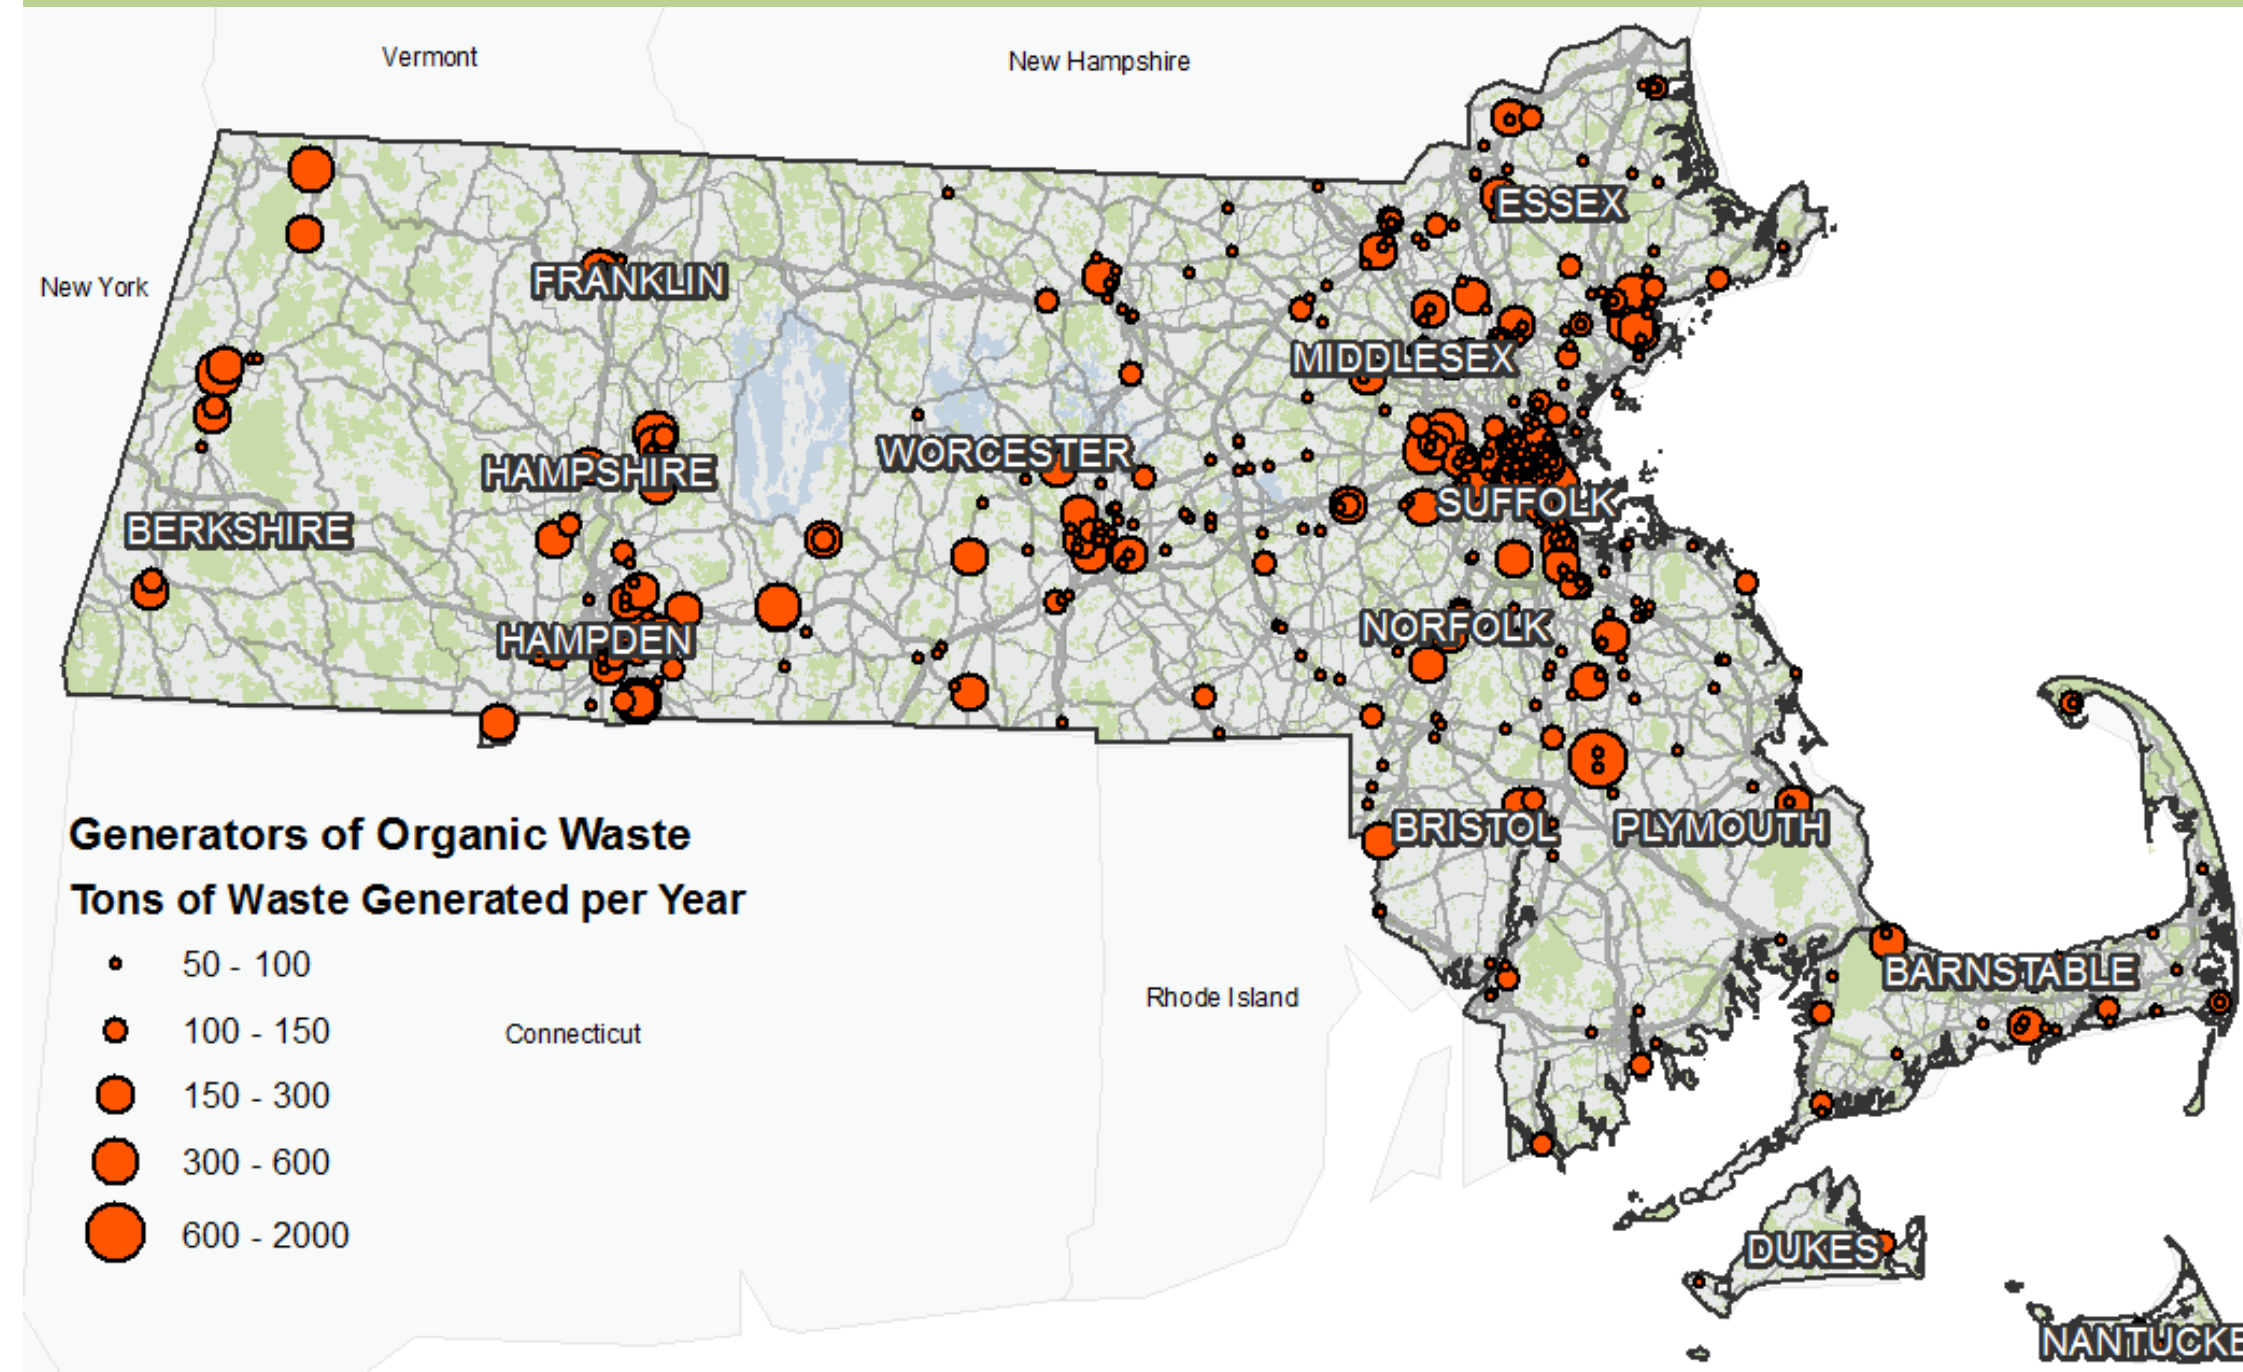 Vermont
New Hampshire
New York
ESSEX
FRANKLIN
MIDDLESEX
WORCESTER
HAMPSHIRE
SUFFOLK
BERKSHIRE
NORFOLK
HAMPDEN
BRISTOL
PLYMOUTH
Generators of Organic Waste
Tons of Waste Generated per Year
50 - 100
100 - 150
150 - 300
300 - 600
600 - 2000
Connecticut
Rhode Island
BARNSTABLE
DUKES
NANTUCKE